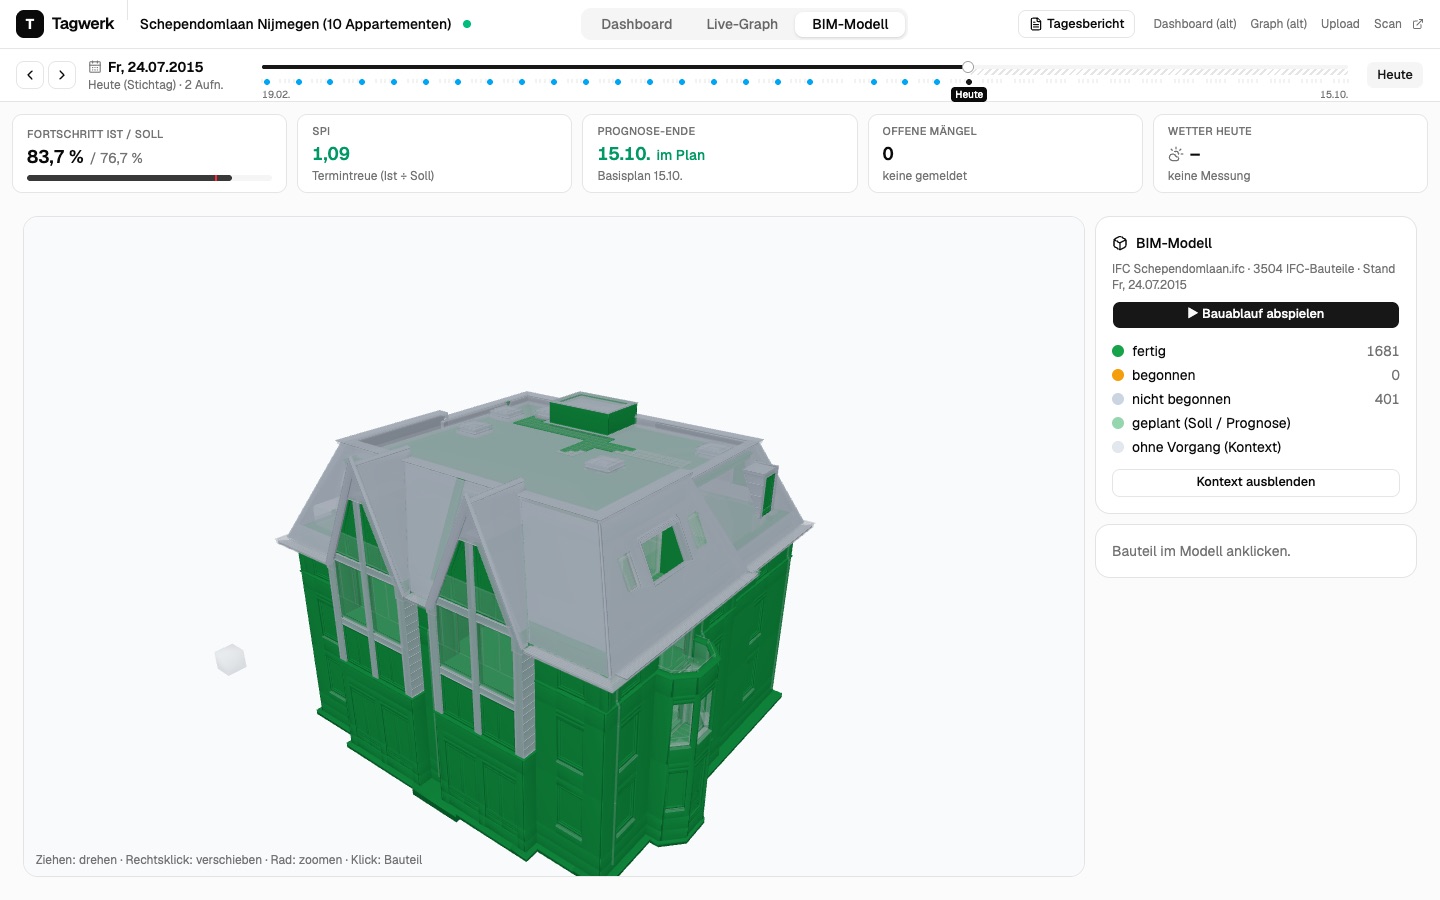 T Tagwerk
Schependomlaan Nijmegen (10 Appartementen)
Dashboard
Live-Graph
BIM-Modell
Tagesbericht
Dashboard (alt)
Graph (alt)
Upload
Scan
Fr, 24.07.2015
Heute (Stichtag) · 2 Aufn.
19.02.
Heute
15.10.
Heute
FORTSCHRITT IST / SOLL
83,7 % / 76,7 %
SPI
1,09
Termintreue (Ist ÷ Soll)
PROGNOSE-ENDE
15.10. im Plan
Basisplan 15.10.
OFFENE MÄNGEL
0
keine gemeldet
WETTER HEUTE
–
keine Messung
BIM-Modell
IFC Schependomlaan.ifc · 3504 IFC-Bauteile · Stand
Fr, 24.07.2015
▶ Bauablauf abspielen
fertig 1681
begonnen 0
nicht begonnen 401
geplant (Soll / Prognose)
ohne Vorgang (Kontext)
Kontext ausblenden
Bauteil im Modell anklicken.
Ziehen: drehen · Rechtsklick: verschieben · Rad: zoomen · Klick: Bauteil